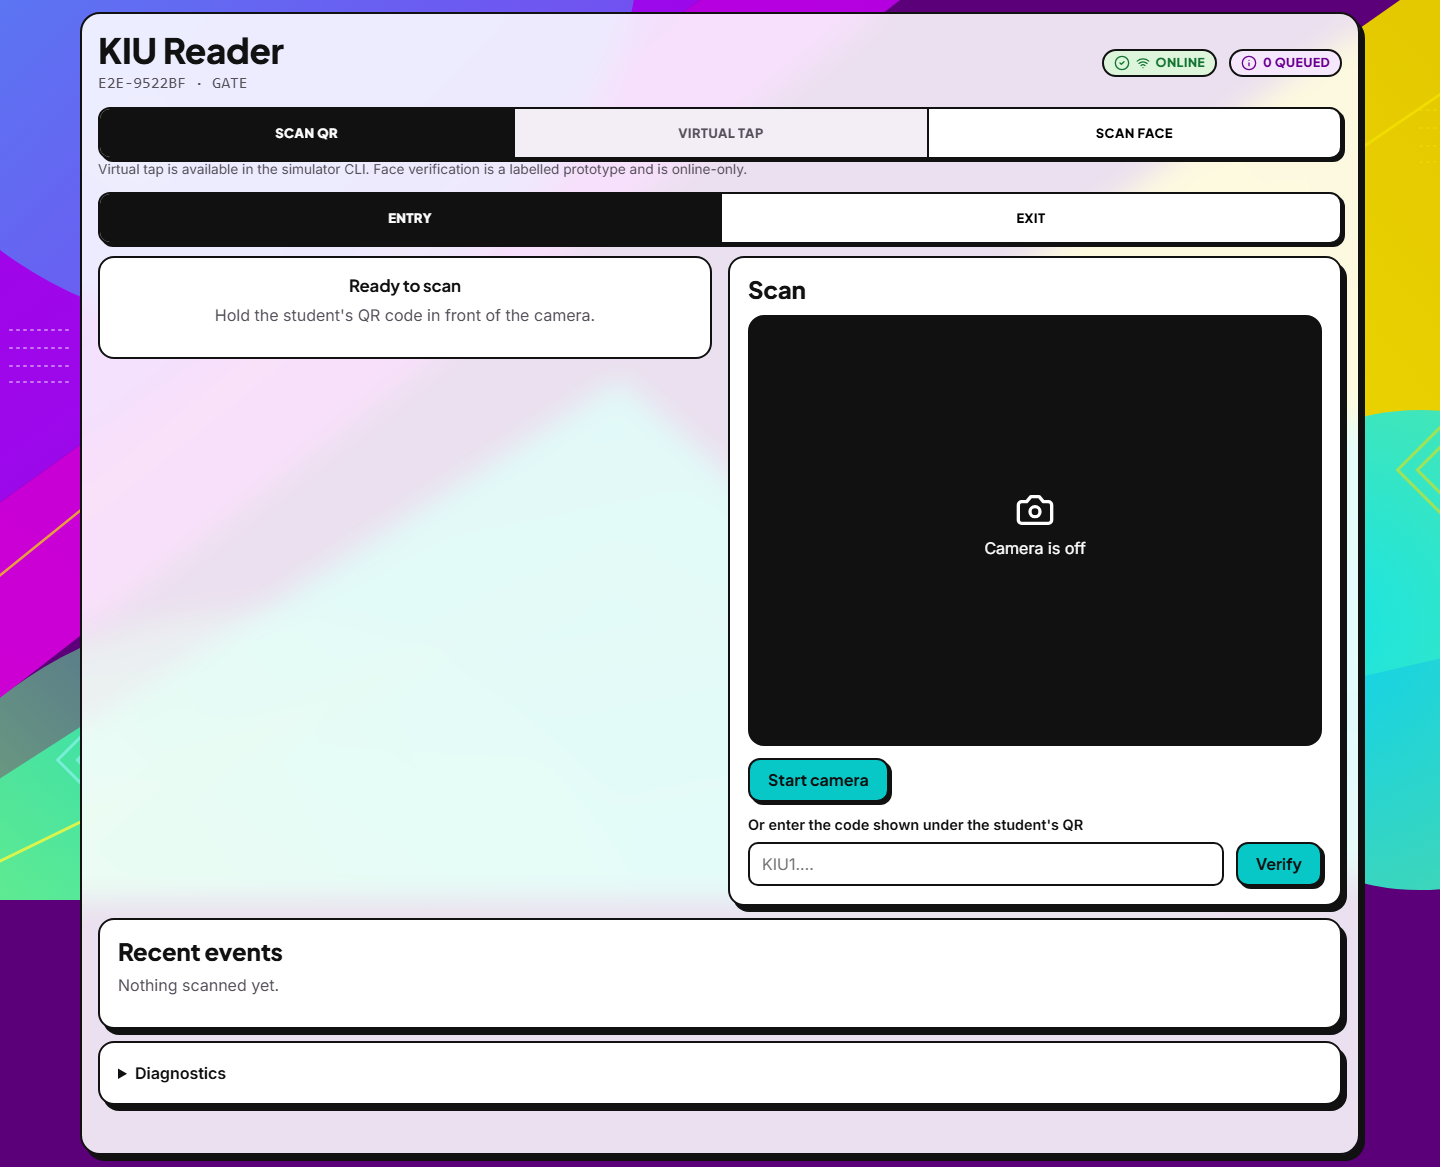 KIU Reader
E2E-9522BF · GATE
ONLINE
0 QUEUED
SCAN QR
VIRTUAL TAP
SCAN FACE
Virtual tap is available in the simulator CLI. Face verification is a labelled prototype and is online-only.
ENTRY
EXIT
Ready to scan
Hold the student's QR code in front of the camera.
Scan
Camera is off
Start camera
Or enter the code shown under the student's QR
KIU1....
Verify
Recent events
Nothing scanned yet.
Diagnostics